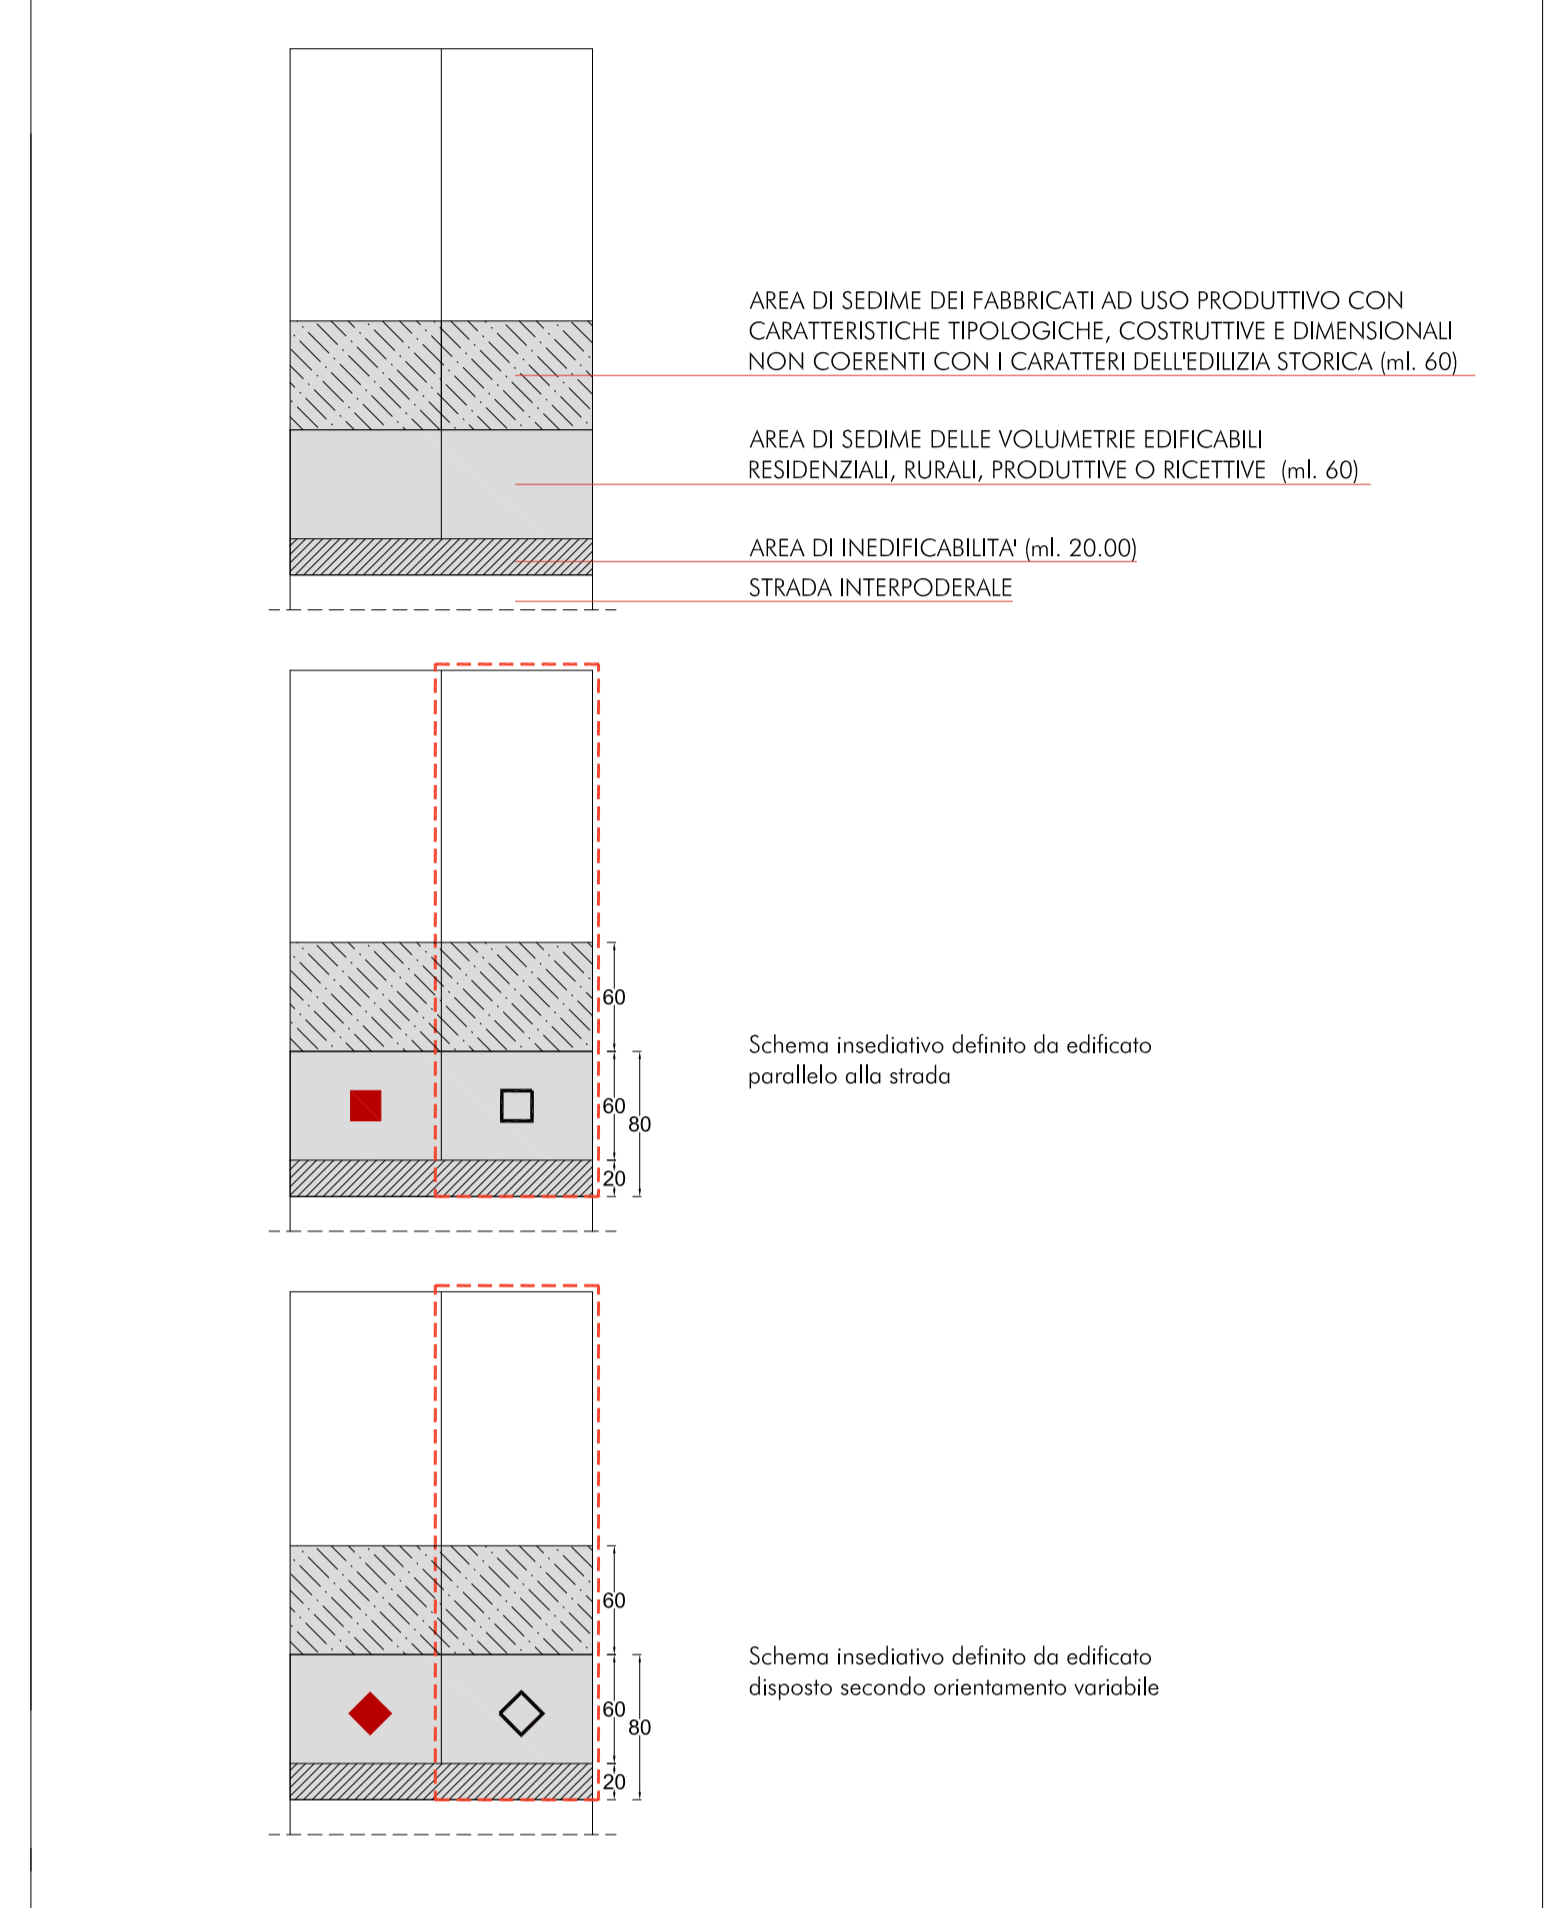 AREA DI SEDIME DEI FABBRICATI AD USO PRODUTTIVO CON
CARATTERISTICHE TIPOLOGICHE, COSTRUTTIVE E DIMENSIONALI
NON COERENTI CON I CARATTERI DELL'EDILIZIA STORICA (ml. 60)
AREA DI SEDIME DELLE VOLUMETRIE EDIFICABILI
RESIDENZIALI, RURALI, PRODUTTIVE O RICETTIVE (ml. 60)
AREA DI INEDIFICABILITA' (ml. 20.00)
STRADA INTERPODERALE
60
60
80
20
Schema insediativo definito da edificato
parallelo alla strada
60
60
80
20
Schema insediativo definito da edificato
disposto secondo orientamento variabile